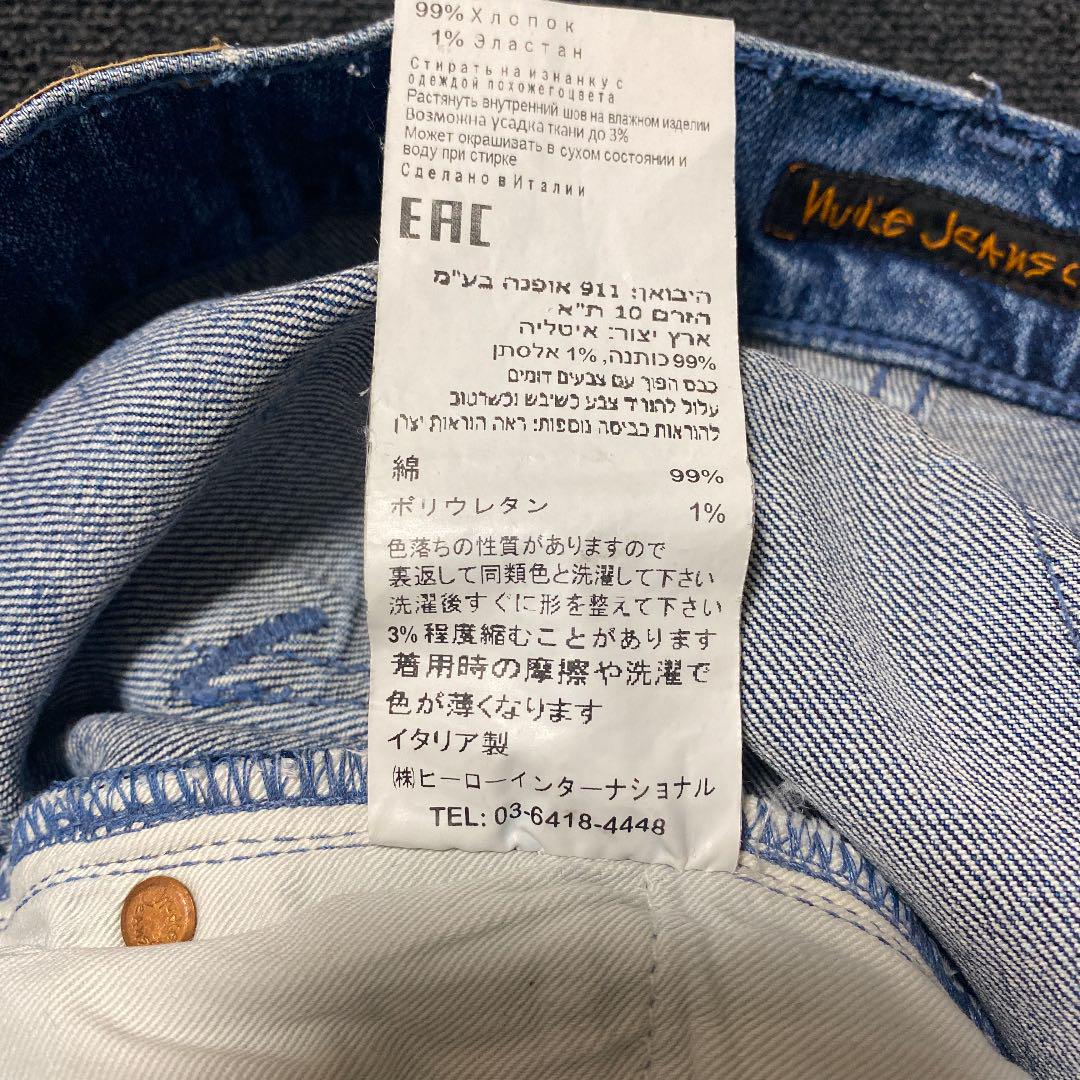 99% Хлопок
1% Эластан
Стирать на изнанку с
одеждой похожегоцвета
Растянуть внутренний шов на влажном изделии
Возможна усадка ткани до 3%
Может окрашивать в сухом состоянии и
воду при стирке
Сделано в Италии
EAC
היבואן: 911 אופנה בע"מ
הזרם 10 ת"א
ארץ יצור: איטליה
99% כותנה, 1% אלסתן
כבס הפוך עם צבעים דומים
עלול להוריד צבע כשיבש וכשרטוב
להוראות כביסה נוספות: ראה הוראות יצרן
綿 99%
ポリウレタン 1%
色落ちの性質がありますので
裏返して同類色と洗濯して下さい
洗濯後すぐに形を整えて下さい
3% 程度縮むことがあります
着用時の摩擦や洗濯で
色が薄くなります
イタリア製
㈱ヒーローインターナショナル
TEL: 03-6418-4448
Nudie Jeans C